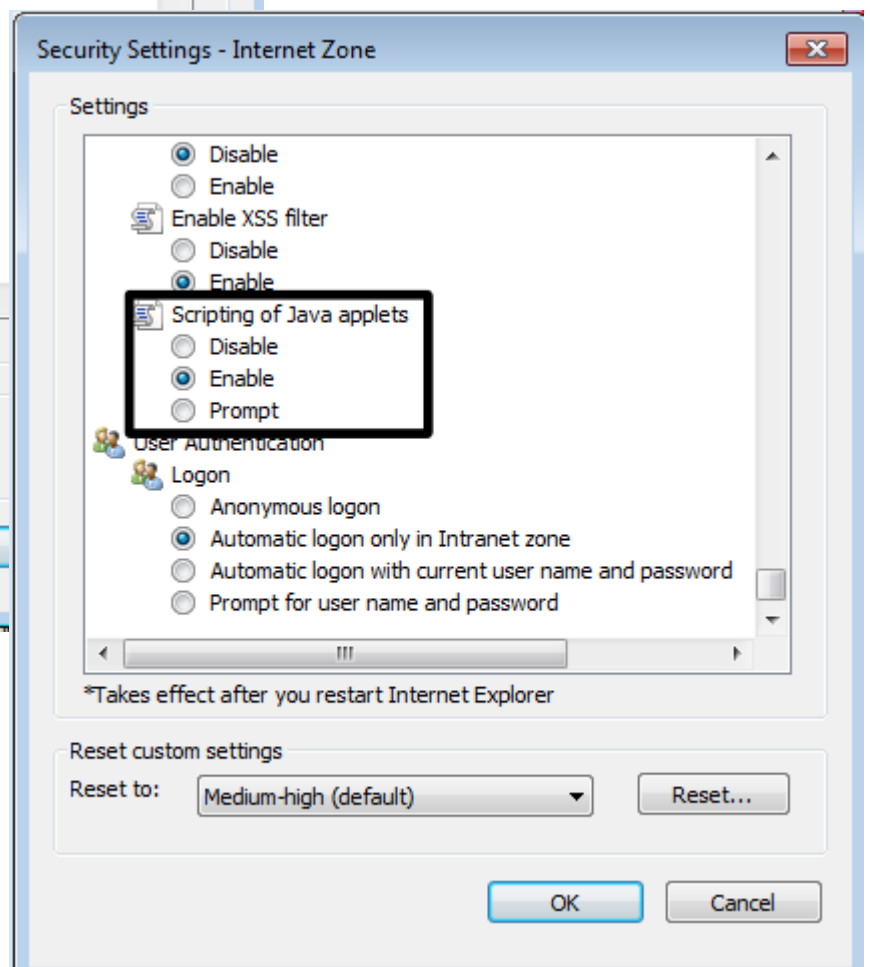 Security Settings - Internet Zone
Settings
Disable
Enable
Enable XSS filter
Disable
Enable
Scripting of Java applets
Disable
Enable
Prompt
User Authentication
Logon
Anonymous logon
Automatic logon only in Intranet zone
Automatic logon with current user name and password
Prompt for user name and password
*Takes effect after you restart Internet Explorer
Reset custom settings
Reset to: Medium-high (default) Reset...
OK Cancel